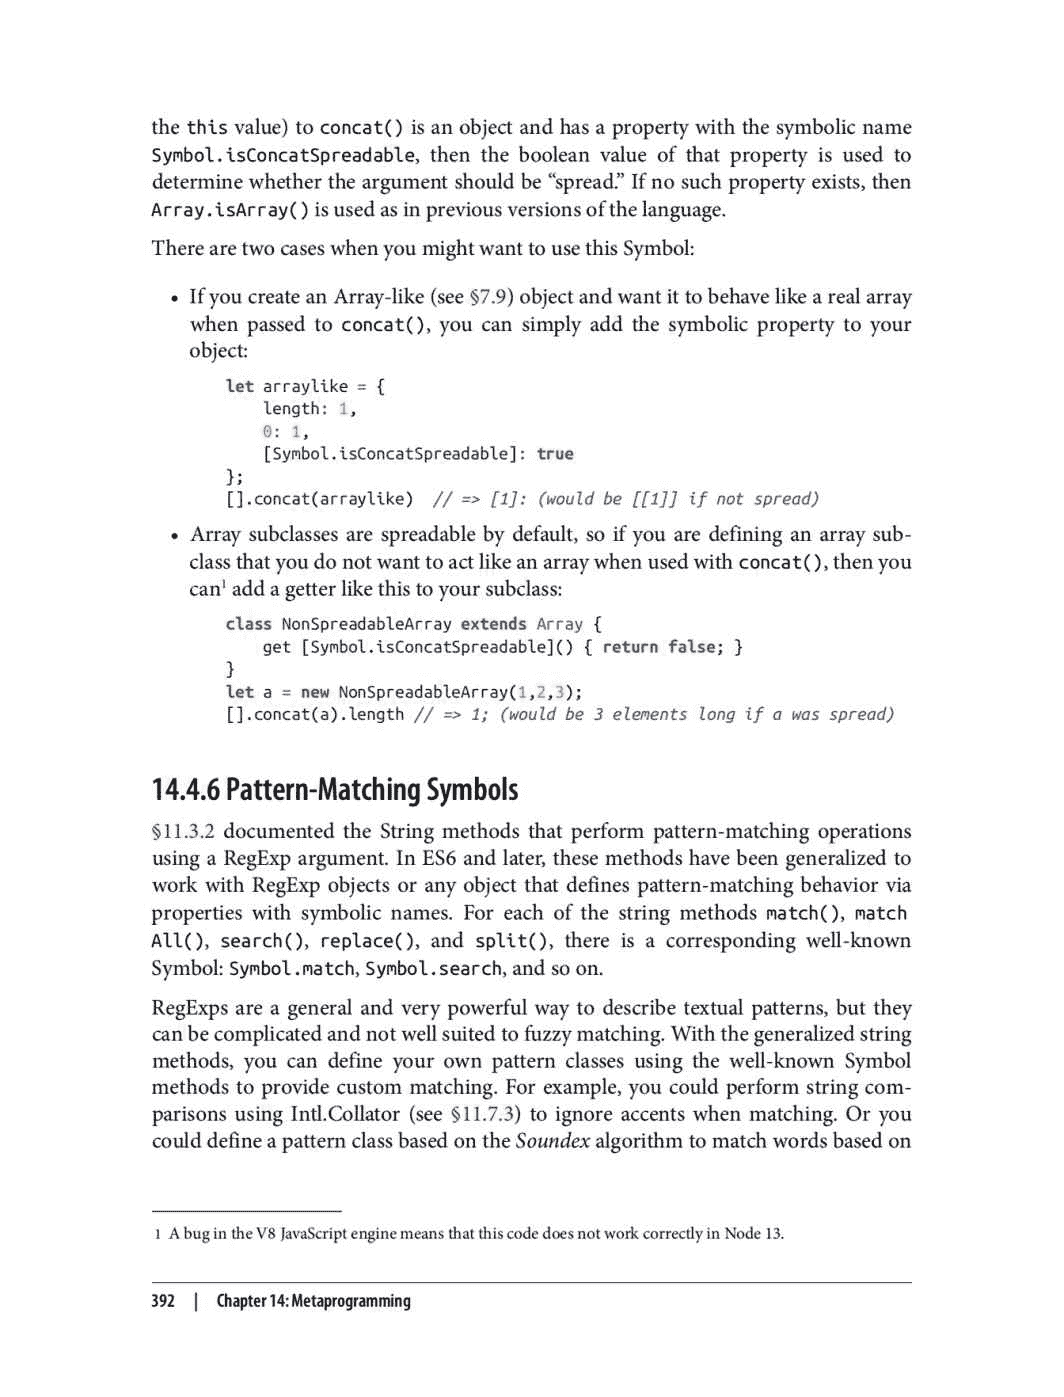 the this value) to concat() is an object and has a property with the symbolic name
Symbol.isConcatSpreadable, then the boolean value of that property is used to
determine whether the argument should be “spread.” If no such property exists, then
Array.isArray() is used as in previous versions of the language.
There are two cases when you might want to use this Symbol:
• If you create an Array-like (see §7.9) object and want it to behave like a real array
when passed to concat(), you can simply add the symbolic property to your
object:
let arraylike = {
    length: 1,
    0: 1,
    [Symbol.isConcatSpreadable]: true
};
[].concat(arraylike)  // => [1]: (would be [[1]] if not spread)
• Array subclasses are spreadable by default, so if you are defining an array sub-
class that you do not want to act like an array when used with concat(), then you
can¹ add a getter like this to your subclass:
class NonSpreadableArray extends Array {
    get [Symbol.isConcatSpreadable]() { return false; }
}
let a = new NonSpreadableArray(1,2,3);
[].concat(a).length // => 1; (would be 3 elements long if a was spread)
14.4.6 Pattern-Matching Symbols
§11.3.2 documented the String methods that perform pattern-matching operations
using a RegExp argument. In ES6 and later, these methods have been generalized to
work with RegExp objects or any object that defines pattern-matching behavior via
properties with symbolic names. For each of the string methods match(), match
All(), search(), replace(), and split(), there is a corresponding well-known
Symbol: Symbol.match, Symbol.search, and so on.
RegExps are a general and very powerful way to describe textual patterns, but they
can be complicated and not well suited to fuzzy matching. With the generalized string
methods, you can define your own pattern classes using the well-known Symbol
methods to provide custom matching. For example, you could perform string com-
parisons using Intl.Collator (see §11.7.3) to ignore accents when matching. Or you
could define a pattern class based on the Soundex algorithm to match words based on
1 A bug in the V8 JavaScript engine means that this code does not work correctly in Node 13.
392 | Chapter 14: Metaprogramming